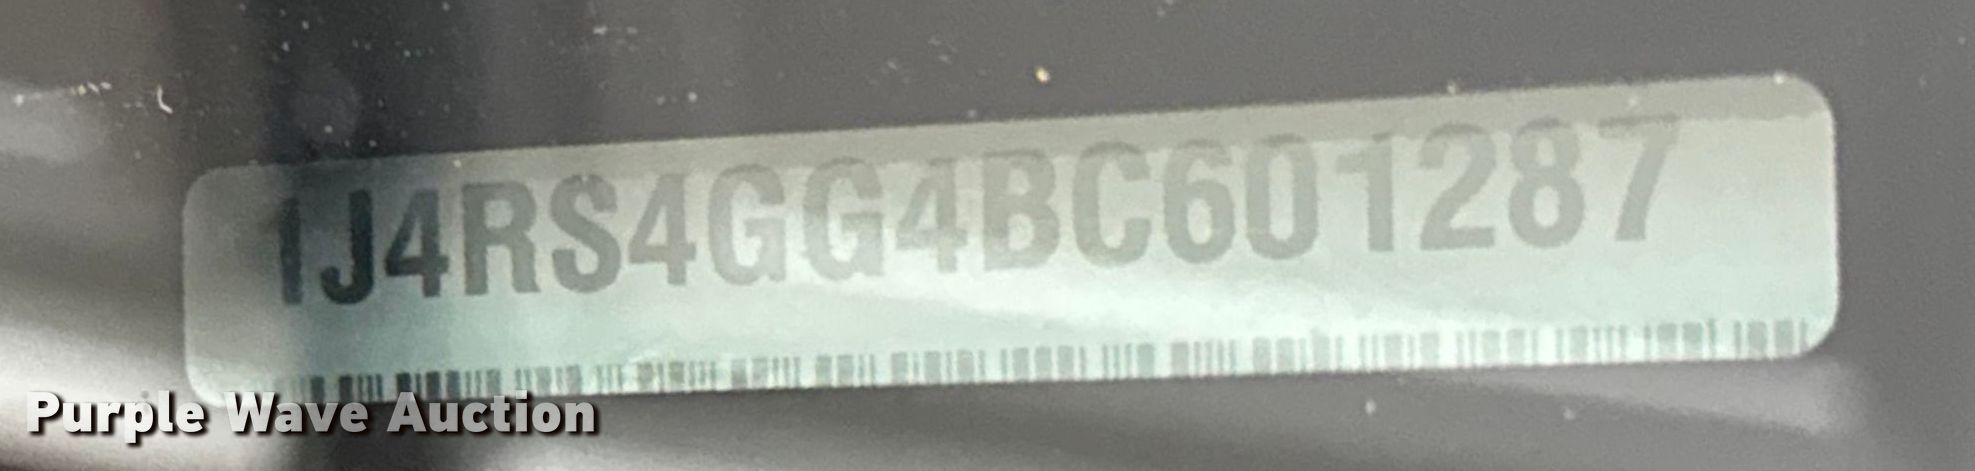 1J4RS4GG4BC601287
Purple Wave Auction